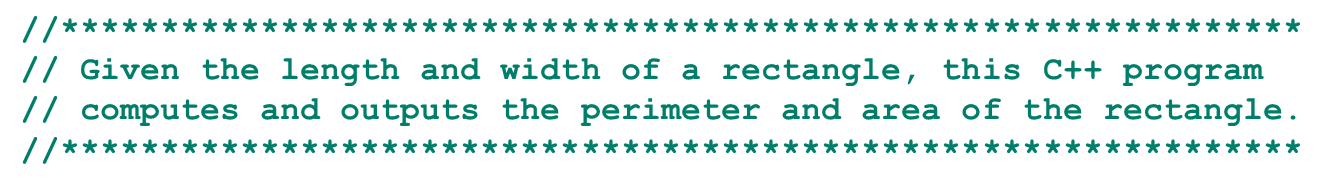 //**************************************************************
// Given the length and width of a rectangle, this C++ program
// computes and outputs the perimeter and area of the rectangle.
//**************************************************************